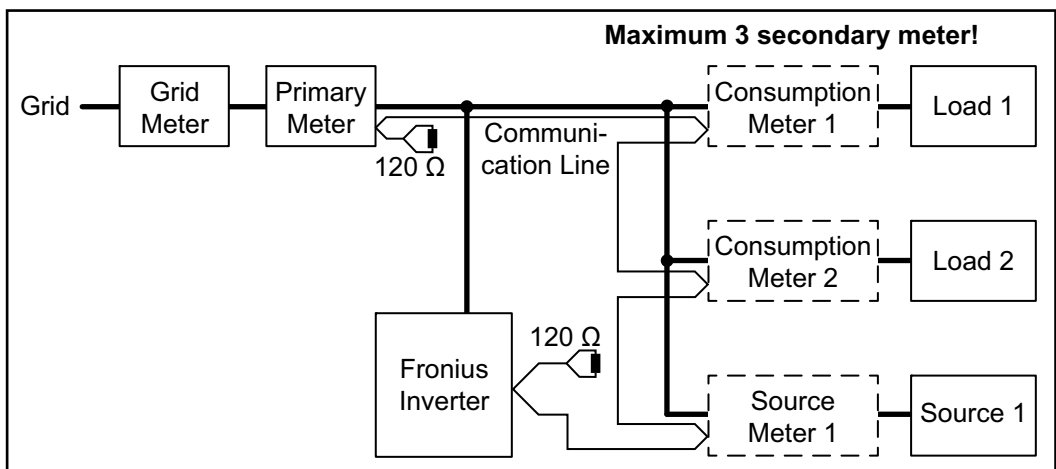 Maximum 3 secondary meter!
Grid
Grid
Meter
Primary
Meter
Consumption
Meter 1
Load 1
Communi-
cation Line
120 Ω
Consumption
Meter 2
Load 2
120 Ω
Fronius
Inverter
Source
Meter 1
Source 1